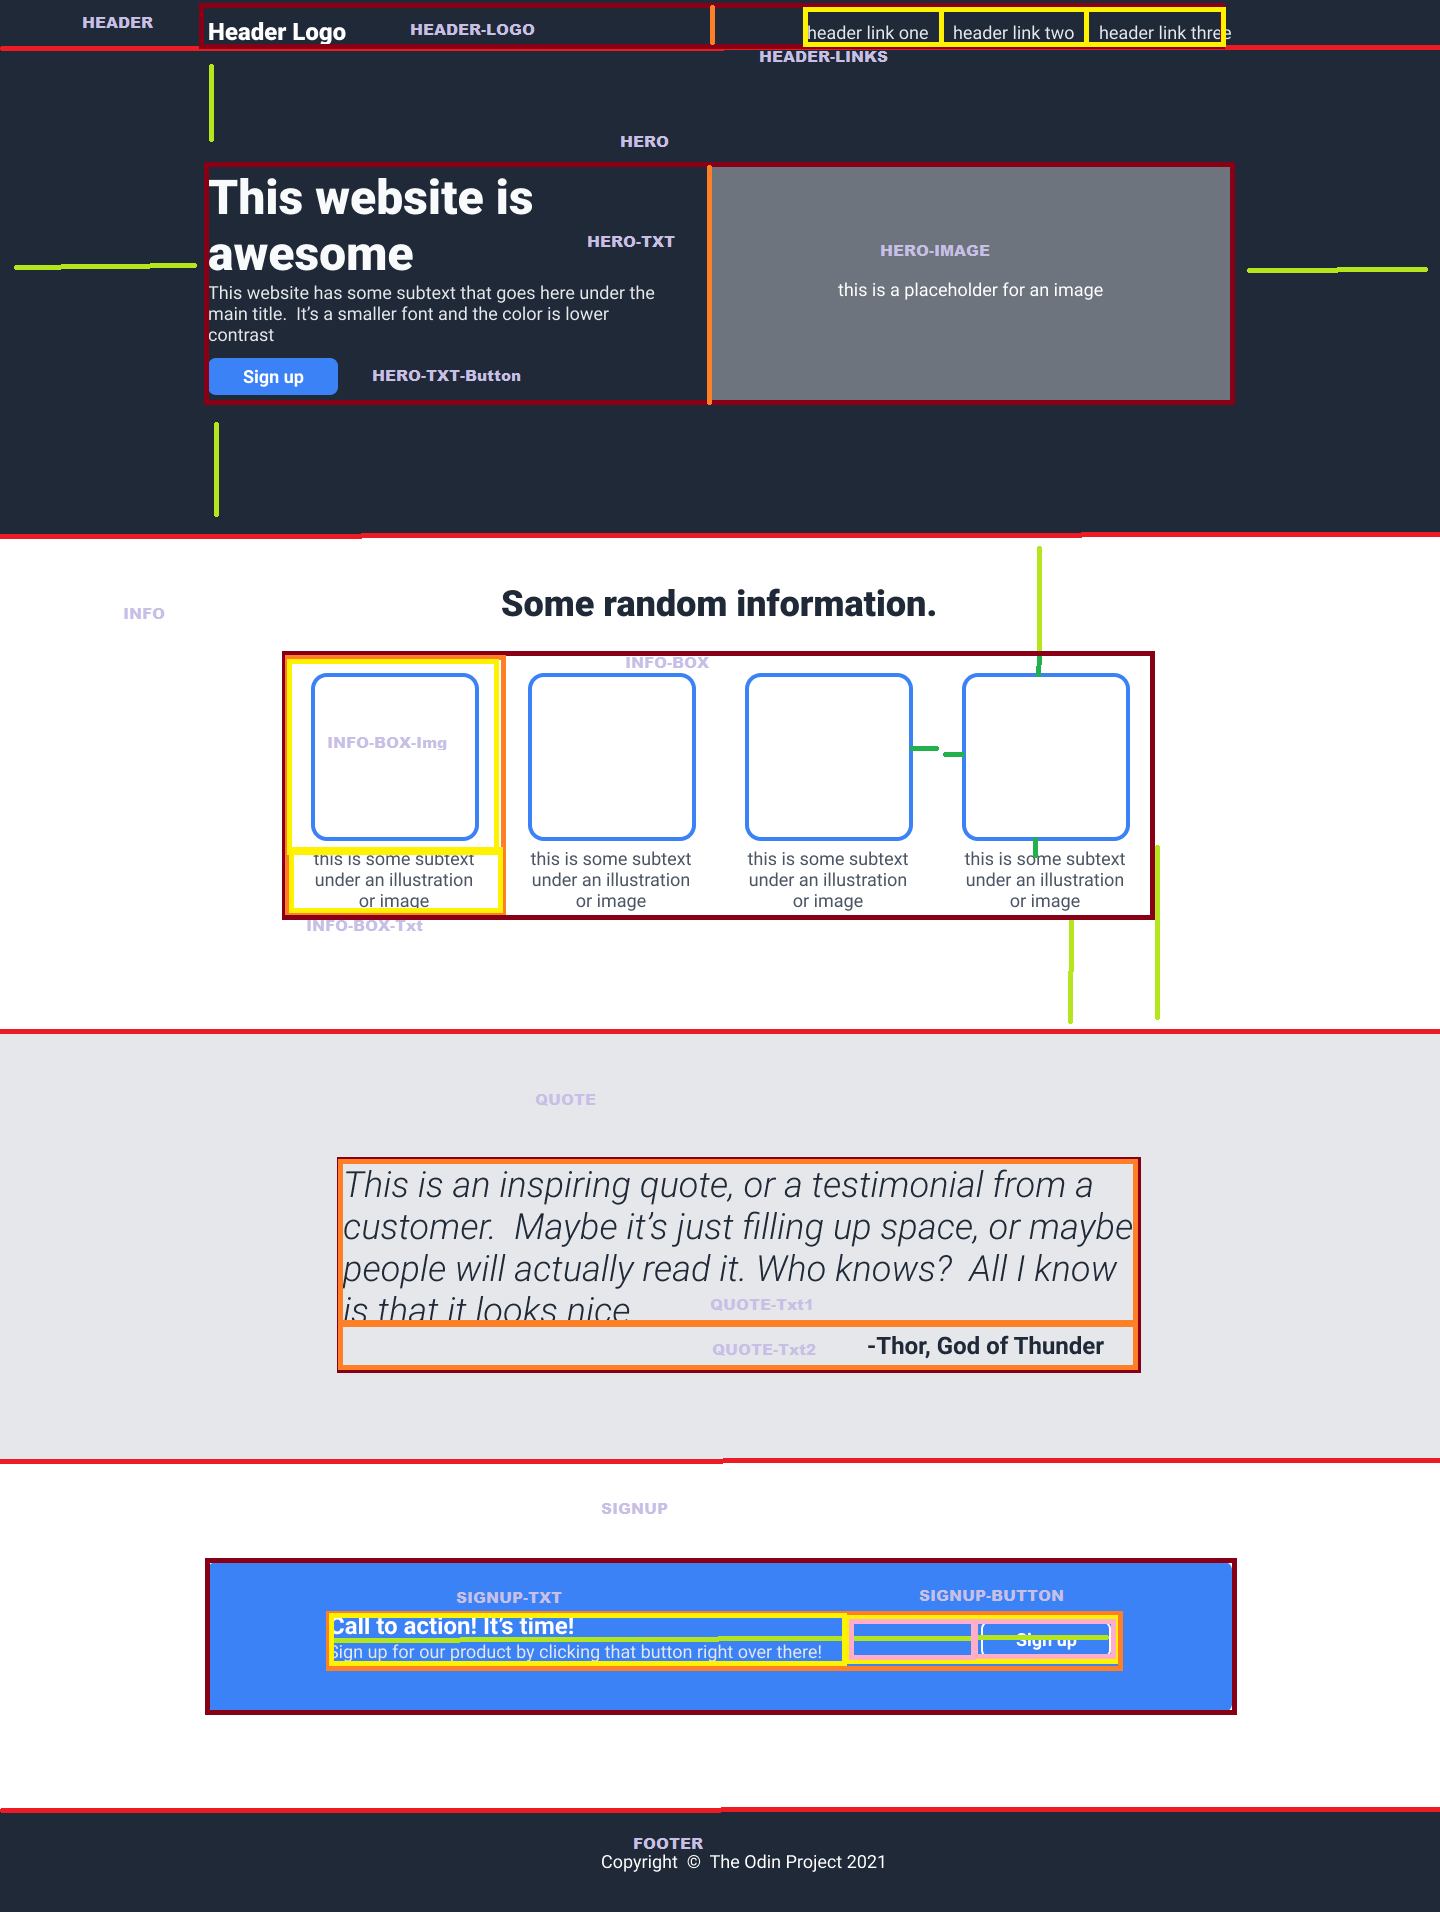 HEADER
Header Logo
HEADER-LOGO
header link one
header link two
header link three
HEADER-LINKS
HERO
This website is
awesome
HERO-TXT
This website has some subtext that goes here under the
main title. It's a smaller font and the color is lower
contrast
Sign up
HERO-TXT-Button
HERO-IMAGE
this is a placeholder for an image
Some random information.
INFO
INFO-BOX
INFO-BOX-Img
this is some subtext
under an illustration
or image
this is some subtext
under an illustration
or image
this is some subtext
under an illustration
or image
this is some subtext
under an illustration
or image
INFO-BOX-Txt
QUOTE
This is an inspiring quote, or a testimonial from a
customer. Maybe it's just filling up space, or maybe
people will actually read it. Who knows? All I know
is that it looks nice
QUOTE-Txt1
QUOTE-Txt2
-Thor, God of Thunder
SIGNUP
SIGNUP-TXT
SIGNUP-BUTTON
Call to action! It's time!
Sign up for our product by clicking that button right over there!
Sign up
FOOTER
Copyright © The Odin Project 2021